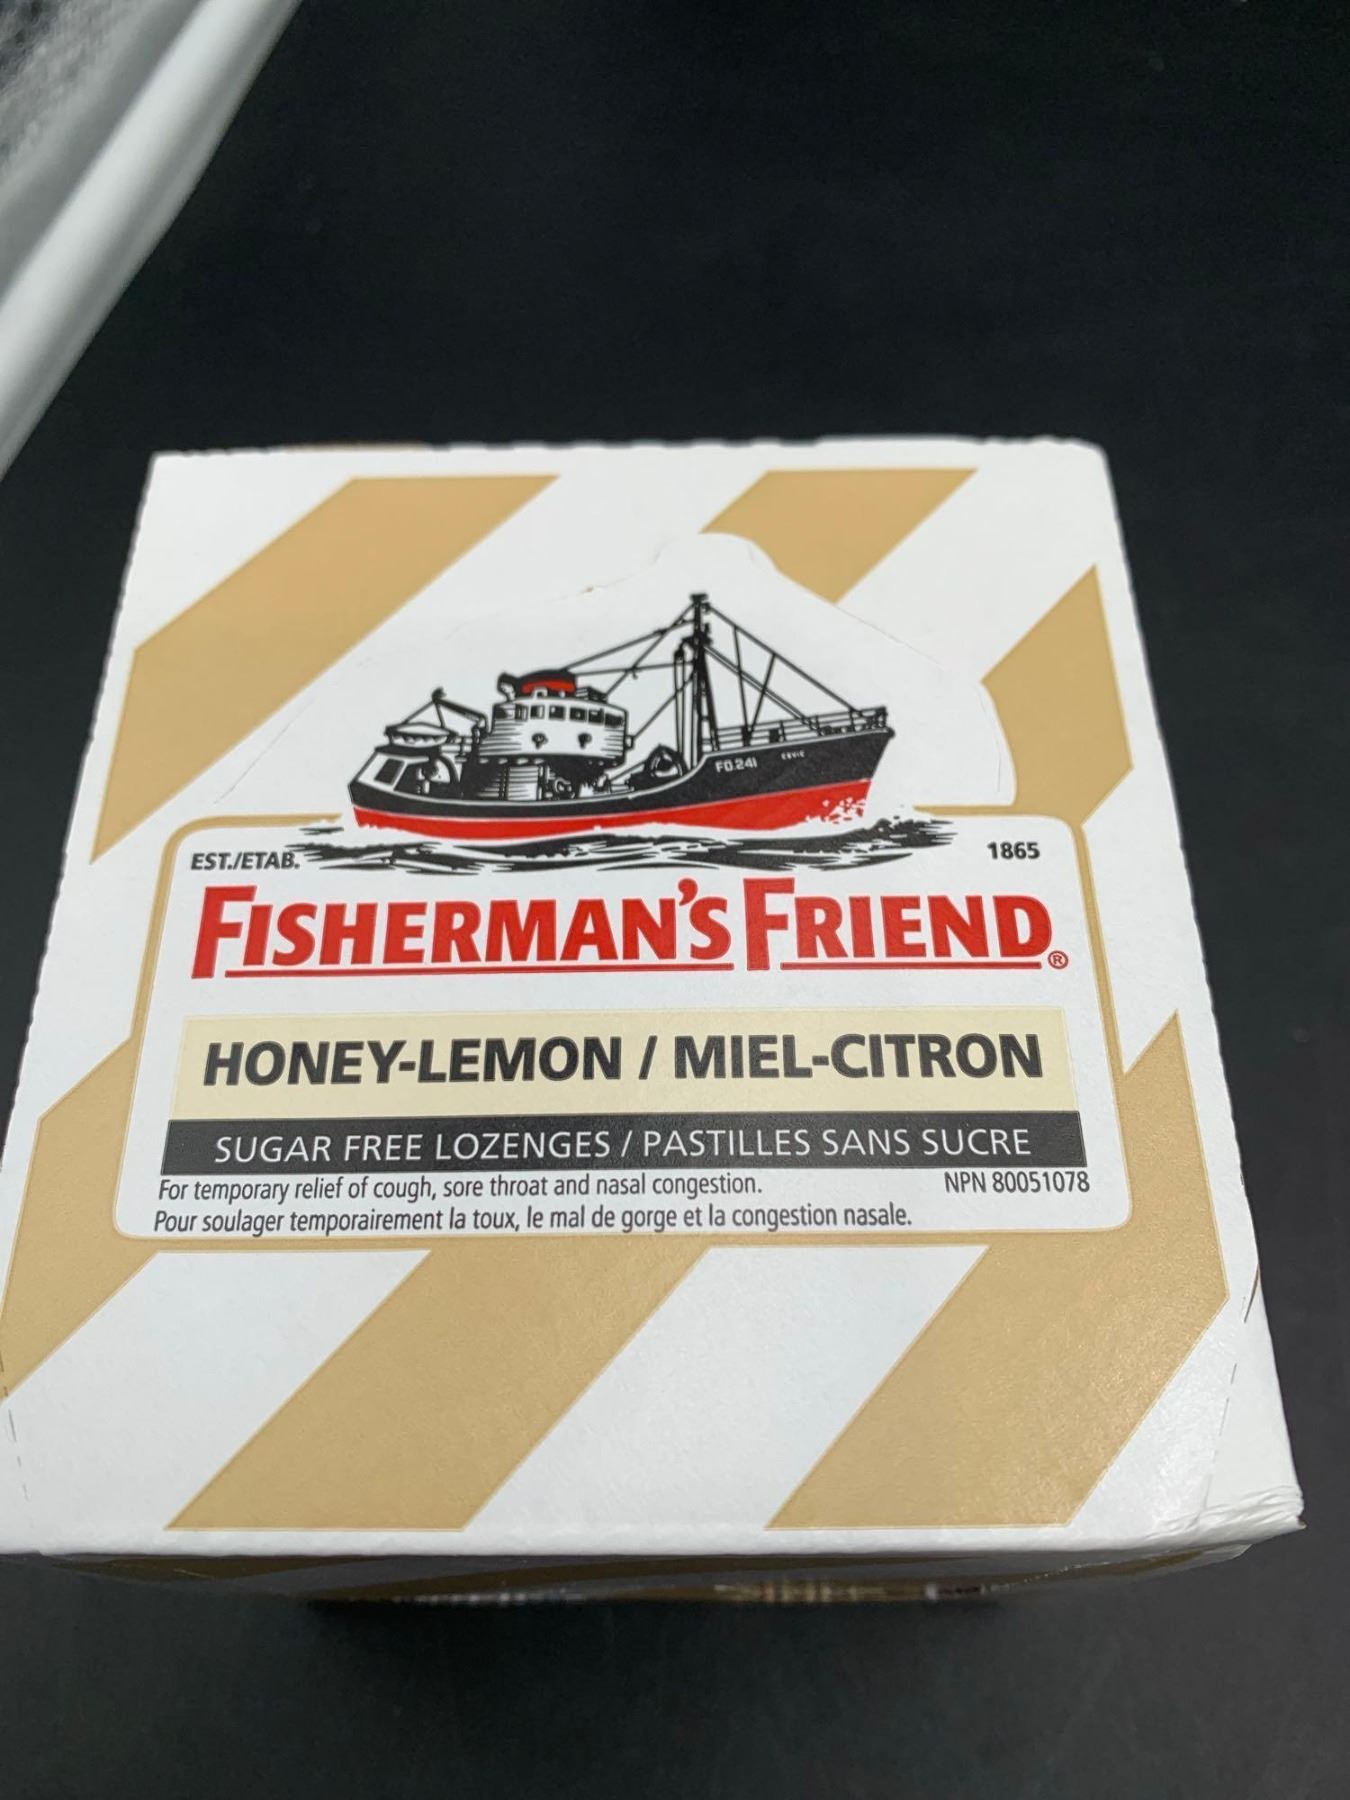 FD.241
EST./ETAB.
1865
FISHERMAN'S FRIEND®
HONEY-LEMON / MIEL-CITRON
SUGAR FREE LOZENGES / PASTILLES SANS SUCRE
For temporary relief of cough, sore throat and nasal congestion.
NPN 80051078
Pour soulager temporairement la toux, le mal de gorge et la congestion nasale.